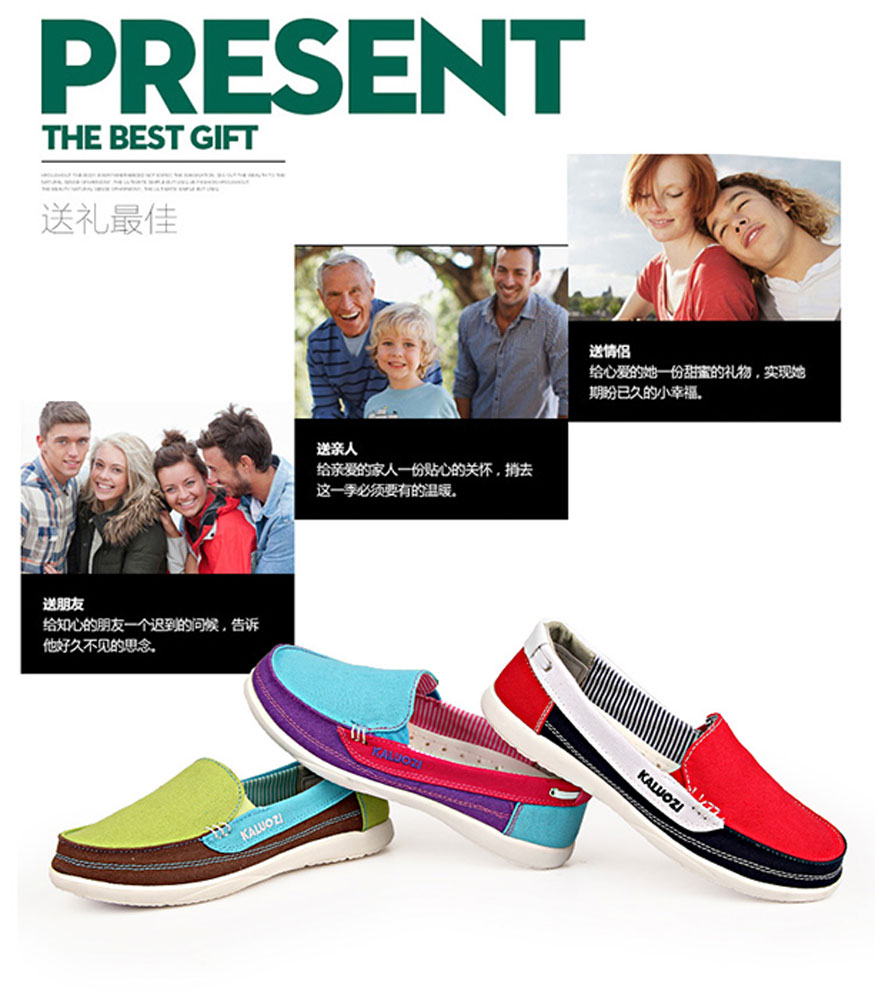 PRESENT
THE BEST GIFT
送礼最佳
送情侣
给心爱的她一份甜蜜的礼物，实现她
期盼已久的小幸福。
送亲人
给亲爱的家人一份贴心的关怀，捎去
这一季必须要有的温暖。
送朋友
给知心的朋友一个迟到的问候，告诉
他好久不见的思念。
KALUOZI
KALUOZI
KALUOZI